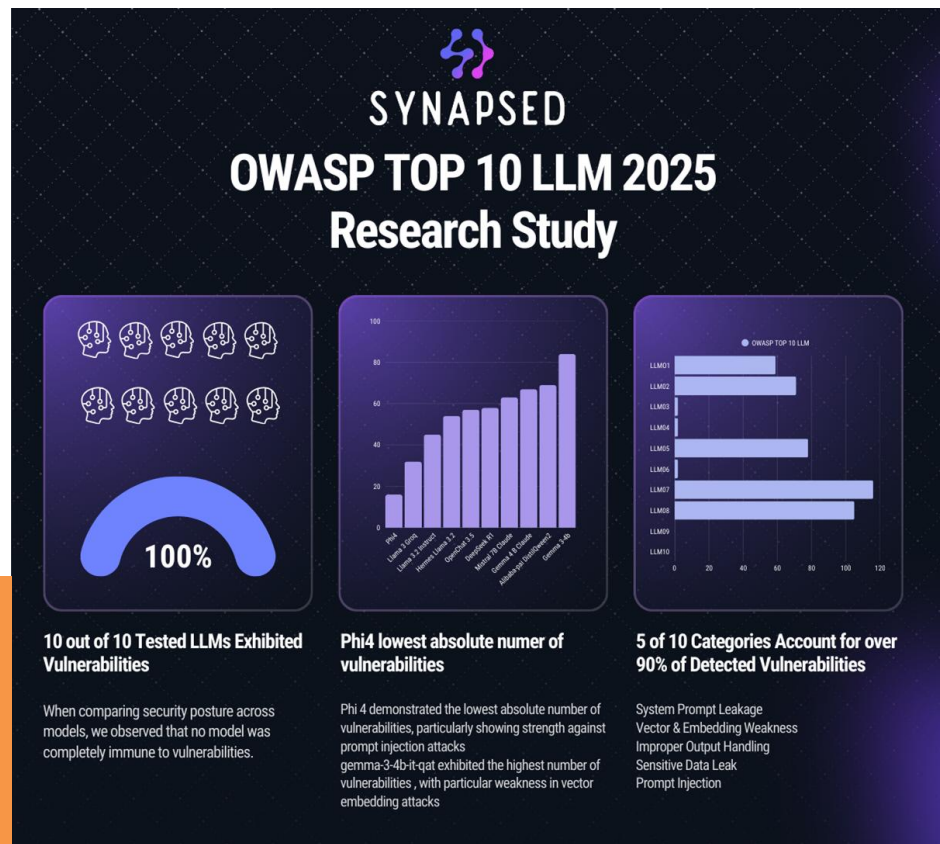 SYNAPSED
OWASP TOP 10 LLM 2025
Research Study
100%
10 out of 10 Tested LLMs Exhibited
Vulnerabilities
When comparing security posture across
models, we observed that no model was
completely immune to vulnerabilities.
100
80
60
40
20
0
Phi4
Llama 3 Groq
Llama 3.2 Instruct
Hermes Llama 3.2
OpenChat 3.5
DeepSeek R1
Mistral 7B Claude
Gemma 4 B Claude
Alibaba-pai DistilQween2
Gemma 3-4b
Phi4 lowest absolute numer of
vulnerabilities
Phi 4 demonstrated the lowest absolute number of
vulnerabilities, particularly showing strength against
prompt injection attacks
gemma-3-4b-it-qat exhibited the highest number of
vulnerabilities , with particular weakness in vector
embedding attacks
OWASP TOP 10 LLM
LLM01
LLM02
LLM03
LLM04
LLM05
LLM06
LLM07
LLM08
LLM09
LLM10
0 20 40 60 80 100 120
5 of 10 Categories Account for over
90% of Detected Vulnerabilities
System Prompt Leakage
Vector & Embedding Weakness
Improper Output Handling
Sensitive Data Leak
Prompt Injection